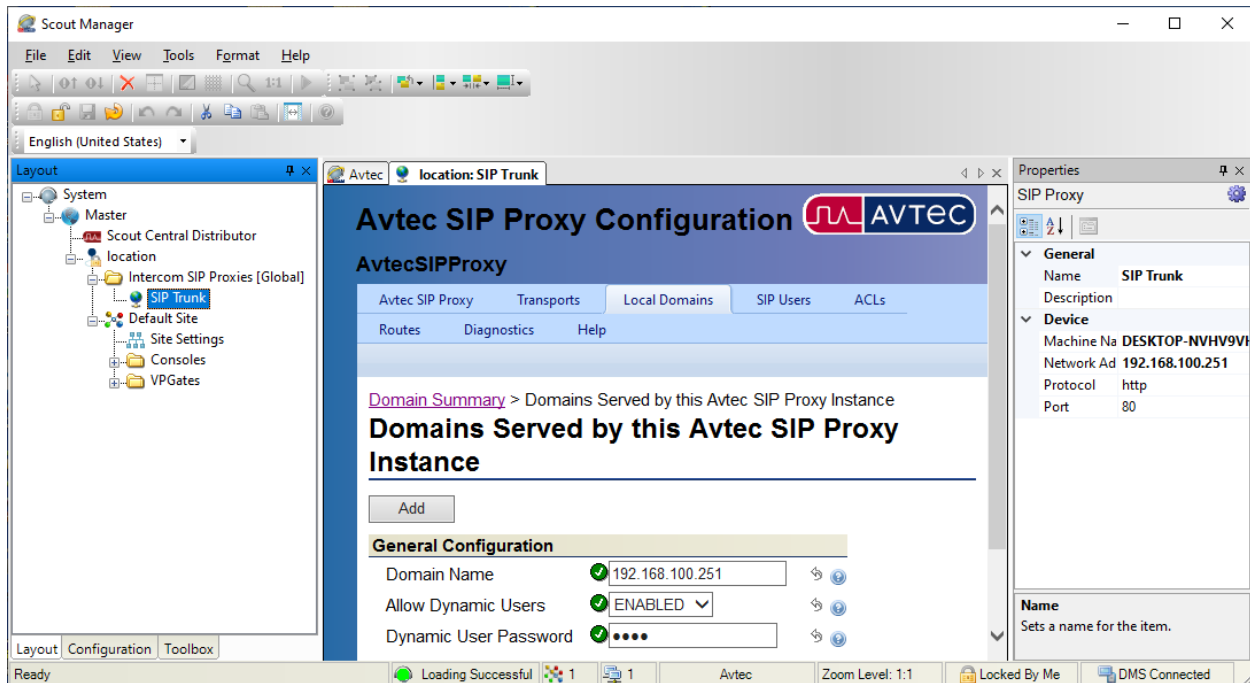 Scout Manager
File Edit View Tools Format Help
1:1
English (United States)
Layout
System
Master
Scout Central Distributor
location
Intercom SIP Proxies [Global]
SIP Trunk
Default Site
Site Settings
Consoles
VPGates
Layout Configuration Toolbox
Avtec location: SIP Trunk
Avtec SIP Proxy Configuration AVTEC
AvtecSIPProxy
Avtec SIP Proxy Transports Local Domains SIP Users ACLs
Routes Diagnostics Help
Domain Summary > Domains Served by this Avtec SIP Proxy Instance
Domains Served by this Avtec SIP Proxy
Instance
Add
General Configuration
Domain Name 192.168.100.251
Allow Dynamic Users ENABLED
Dynamic User Password ••••
Properties
SIP Proxy
General
Name SIP Trunk
Description
Device
Machine Na DESKTOP-NVHV9VH
Network Ad 192.168.100.251
Protocol http
Port 80
Name
Sets a name for the item.
Ready Loading Successful 1 1 Avtec Zoom Level: 1:1 Locked By Me DMS Connected